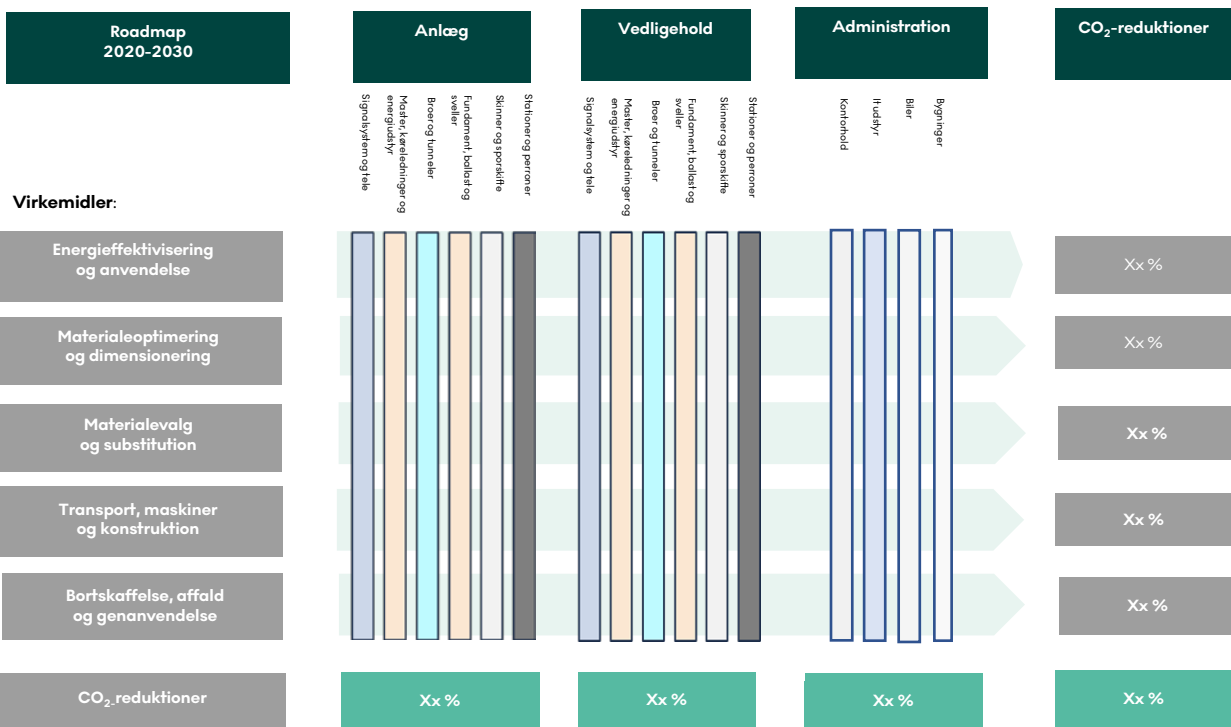 Roadmap
2020-2030
Anlæg
Vedligehold
Administration
CO₂-reduktioner
Signalsystem og tele
Master, køreledninger og
energiudstyr
Broer og tunneler
Fundament, ballast og
sveller
Skinner og sporskifte
Stationer og perroner
Signalsystem og tele
Master, køreledninger og
energiudstyr
Broer og tunneler
Fundament, ballast og
sveller
Skinner og sporskifte
Stationer og perroner
Kontorhold
It udstyr
Biler
Bygninger
Virkemidler:
Energieffektivisering
og anvendelse
Xx %
Materialeoptimering
og dimensionering
Xx %
Materialevalg
og substitution
Xx %
Transport, maskiner
og konstruktion
Xx %
Bortskaffelse, affald
og genanvendelse
Xx %
CO₂-reduktioner
Xx %
Xx %
Xx %
Xx %